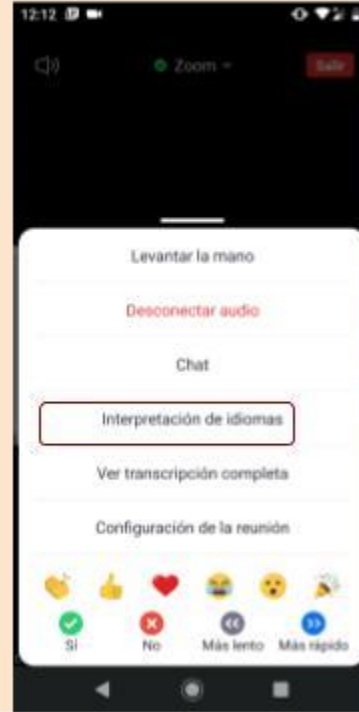 12:12
Zoom
Salir
Levantar la mano
Desconectar audio
Chat
Interpretación de idiomas
Ver transcripción completa
Configuración de la reunión
Sí No Más lento Más rápido